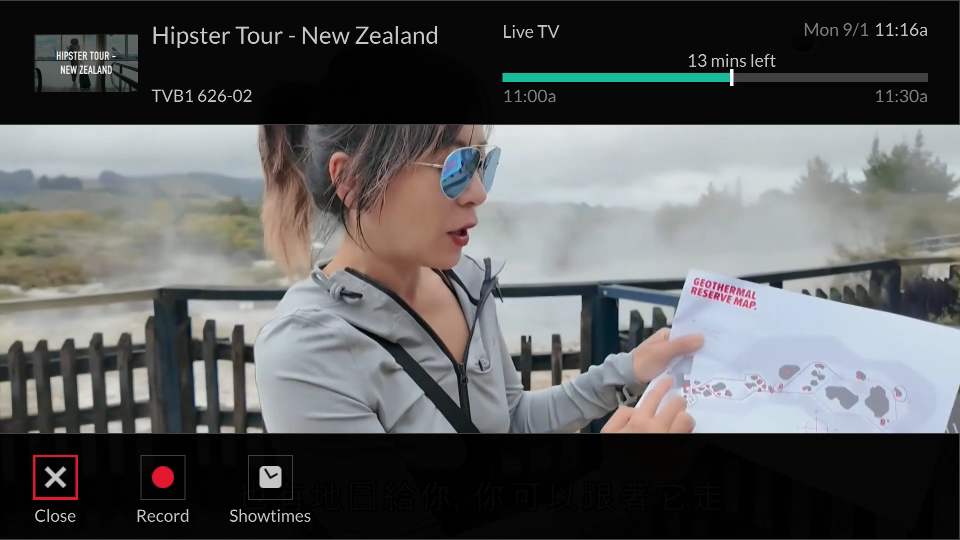 HIPSTER TOUR –
NEW ZEALAND
Hipster Tour - New Zealand
TVB1 626-02
Live TV
Mon 9/1 11:16a
13 mins left
11:00a
11:30a
GEOTHERMAL
RESERVE MAP.
地圖給你, 你可以跟著它走
Close
Record
Showtimes